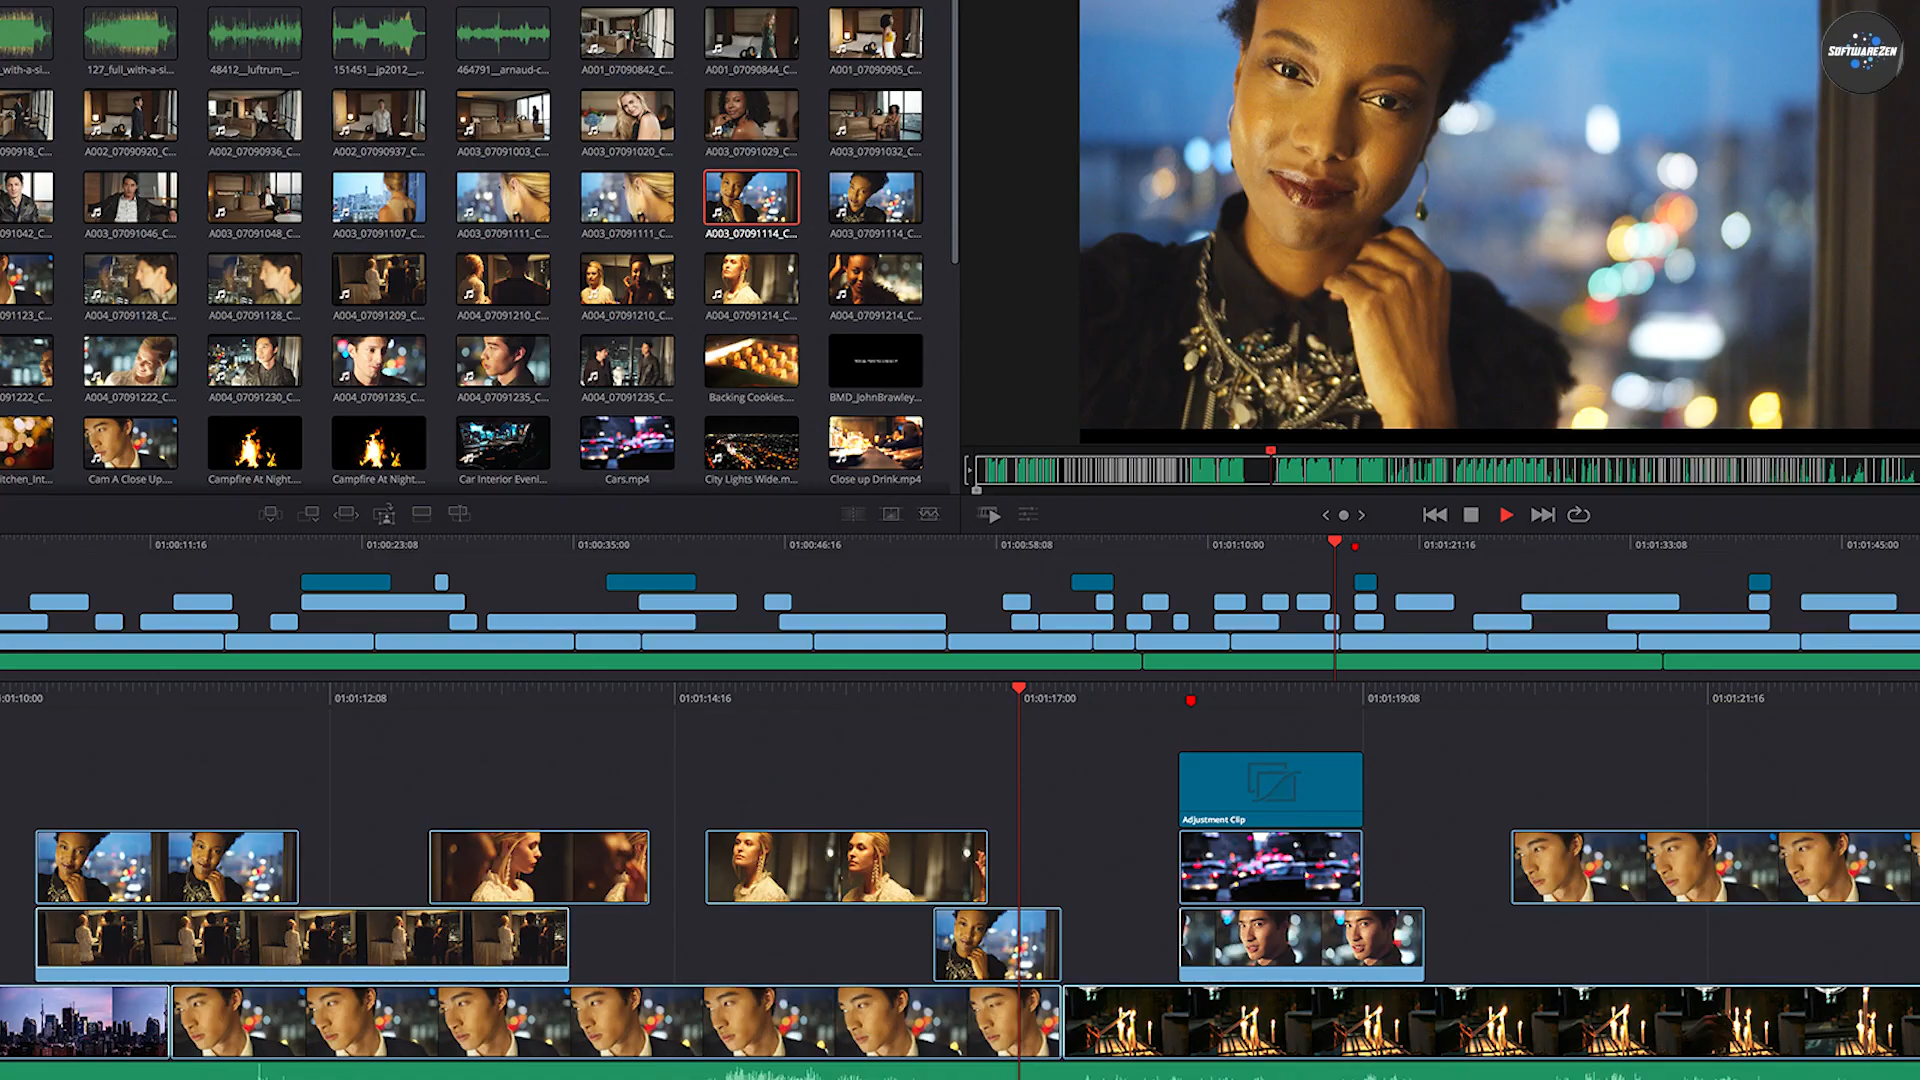 SOFTWAREZEN
-with-a-si... 127_full_with-a-si... 48412__luftrum__... 151451__jp2012__... 464791__arnaud-c... A001_07090842_C... A001_07090844_C... A001_07090905_C...
090918_C... A002_07090920_C... A002_07090936_C... A002_07090937_C... A003_07091003_C... A003_07091020_C... A003_07091029_C... A003_07091032_C...
091042_C... A003_07091046_C... A003_07091048_C... A003_07091107_C... A003_07091111_C... A003_07091111_C... A003_07091114_C... A003_07091114_C...
091123_C... A004_07091128_C... A004_07091128_C... A004_07091209_C... A004_07091210_C... A004_07091210_C... A004_07091214_C... A004_07091214_C...
091222_C... A004_07091222_C... A004_07091230_C... A004_07091235_C... A004_07091235_C... A004_07091235_C... Backing Cookies.... BMD_JohnBrawley...
itchen_Int... Cam A Close Up.... Campfire At Night.... Campfire At Night.... Car Interior Eveni... Cars.mp4 City Lights Wide.m... Close up Drink.mp4
01:00:11:16 01:00:23:08 01:00:35:00 01:00:46:16 01:00:58:08 01:01:10:00 01:01:21:16 01:01:33:08 01:01:45:00
:01:10:00 01:01:12:08 01:01:14:16 01:01:17:00 01:01:19:08 01:01:21:16
Adjustment Clip